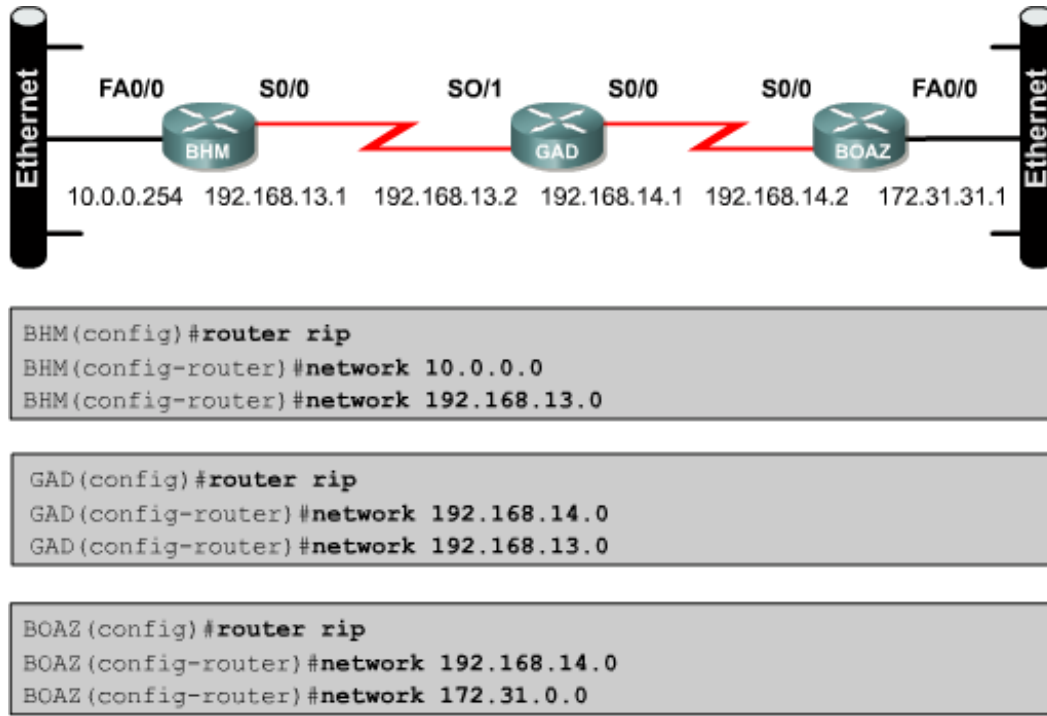 Ethernet
FA0/0 S0/0 SO/1 S0/0 S0/0 FA0/0
BHM GAD BOAZ
10.0.0.254 192.168.13.1 192.168.13.2 192.168.14.1 192.168.14.2 172.31.31.1
Ethernet
BHM(config)#router rip
BHM(config-router)#network 10.0.0.0
BHM(config-router)#network 192.168.13.0
GAD(config)#router rip
GAD(config-router)#network 192.168.14.0
GAD(config-router)#network 192.168.13.0
BOAZ(config)#router rip
BOAZ(config-router)#network 192.168.14.0
BOAZ(config-router)#network 172.31.0.0